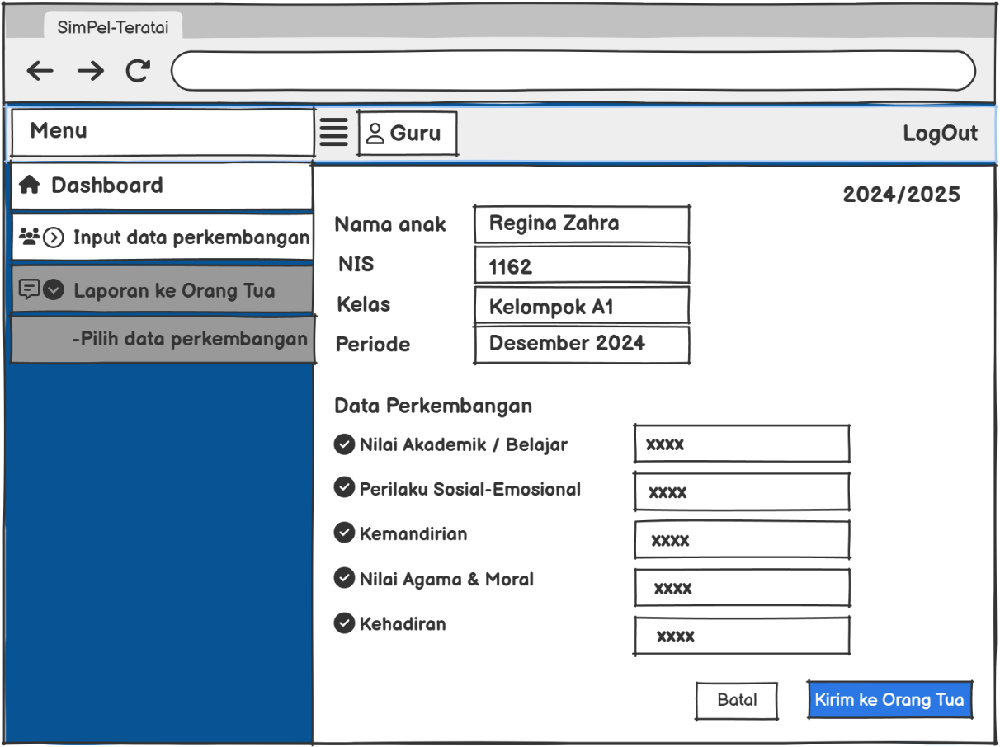 SimPel-Teratai
Menu
Guru
LogOut
Dashboard
Input data perkembangan
Laporan ke Orang Tua
-Pilih data perkembangan
2024/2025
Nama anak
Regina Zahra
NIS
1162
Kelas
Kelompok A1
Periode
Desember 2024
Data Perkembangan
Nilai Akademik / Belajar
xxxx
Perilaku Sosial-Emosional
xxxx
Kemandirian
xxxx
Nilai Agama & Moral
xxxx
Kehadiran
xxxx
Batal
Kirim ke Orang Tua